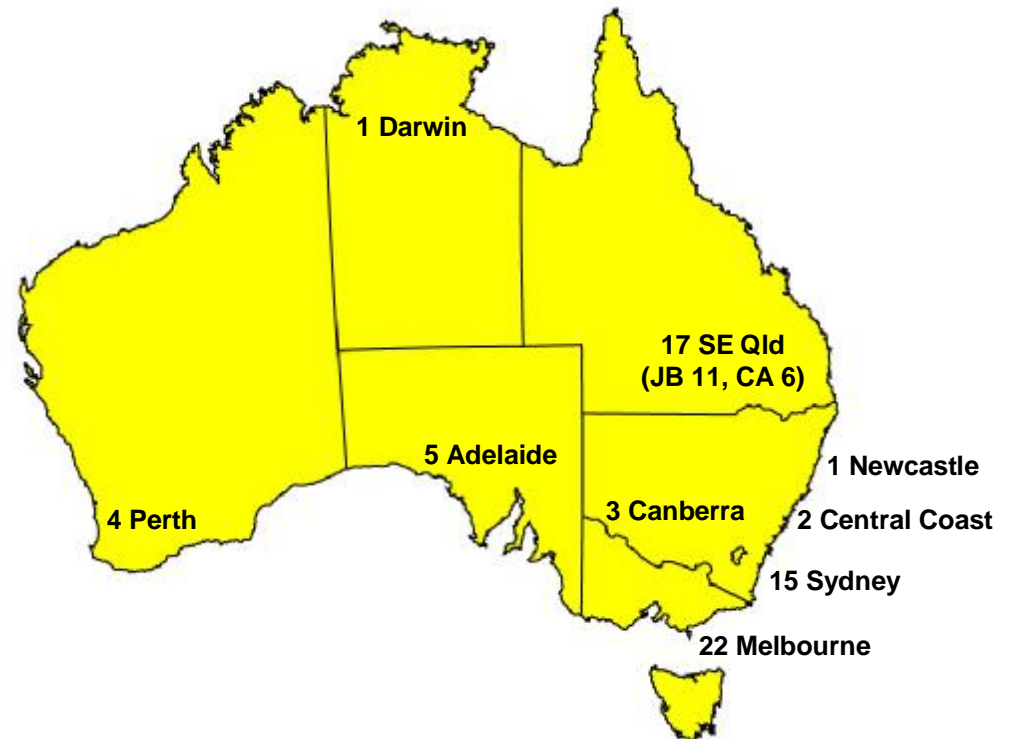 1 Darwin
17 SE Qld
(JB 11, CA 6)
5 Adelaide
1 Newcastle
4 Perth
3 Canberra
2 Central Coast
15 Sydney
22 Melbourne